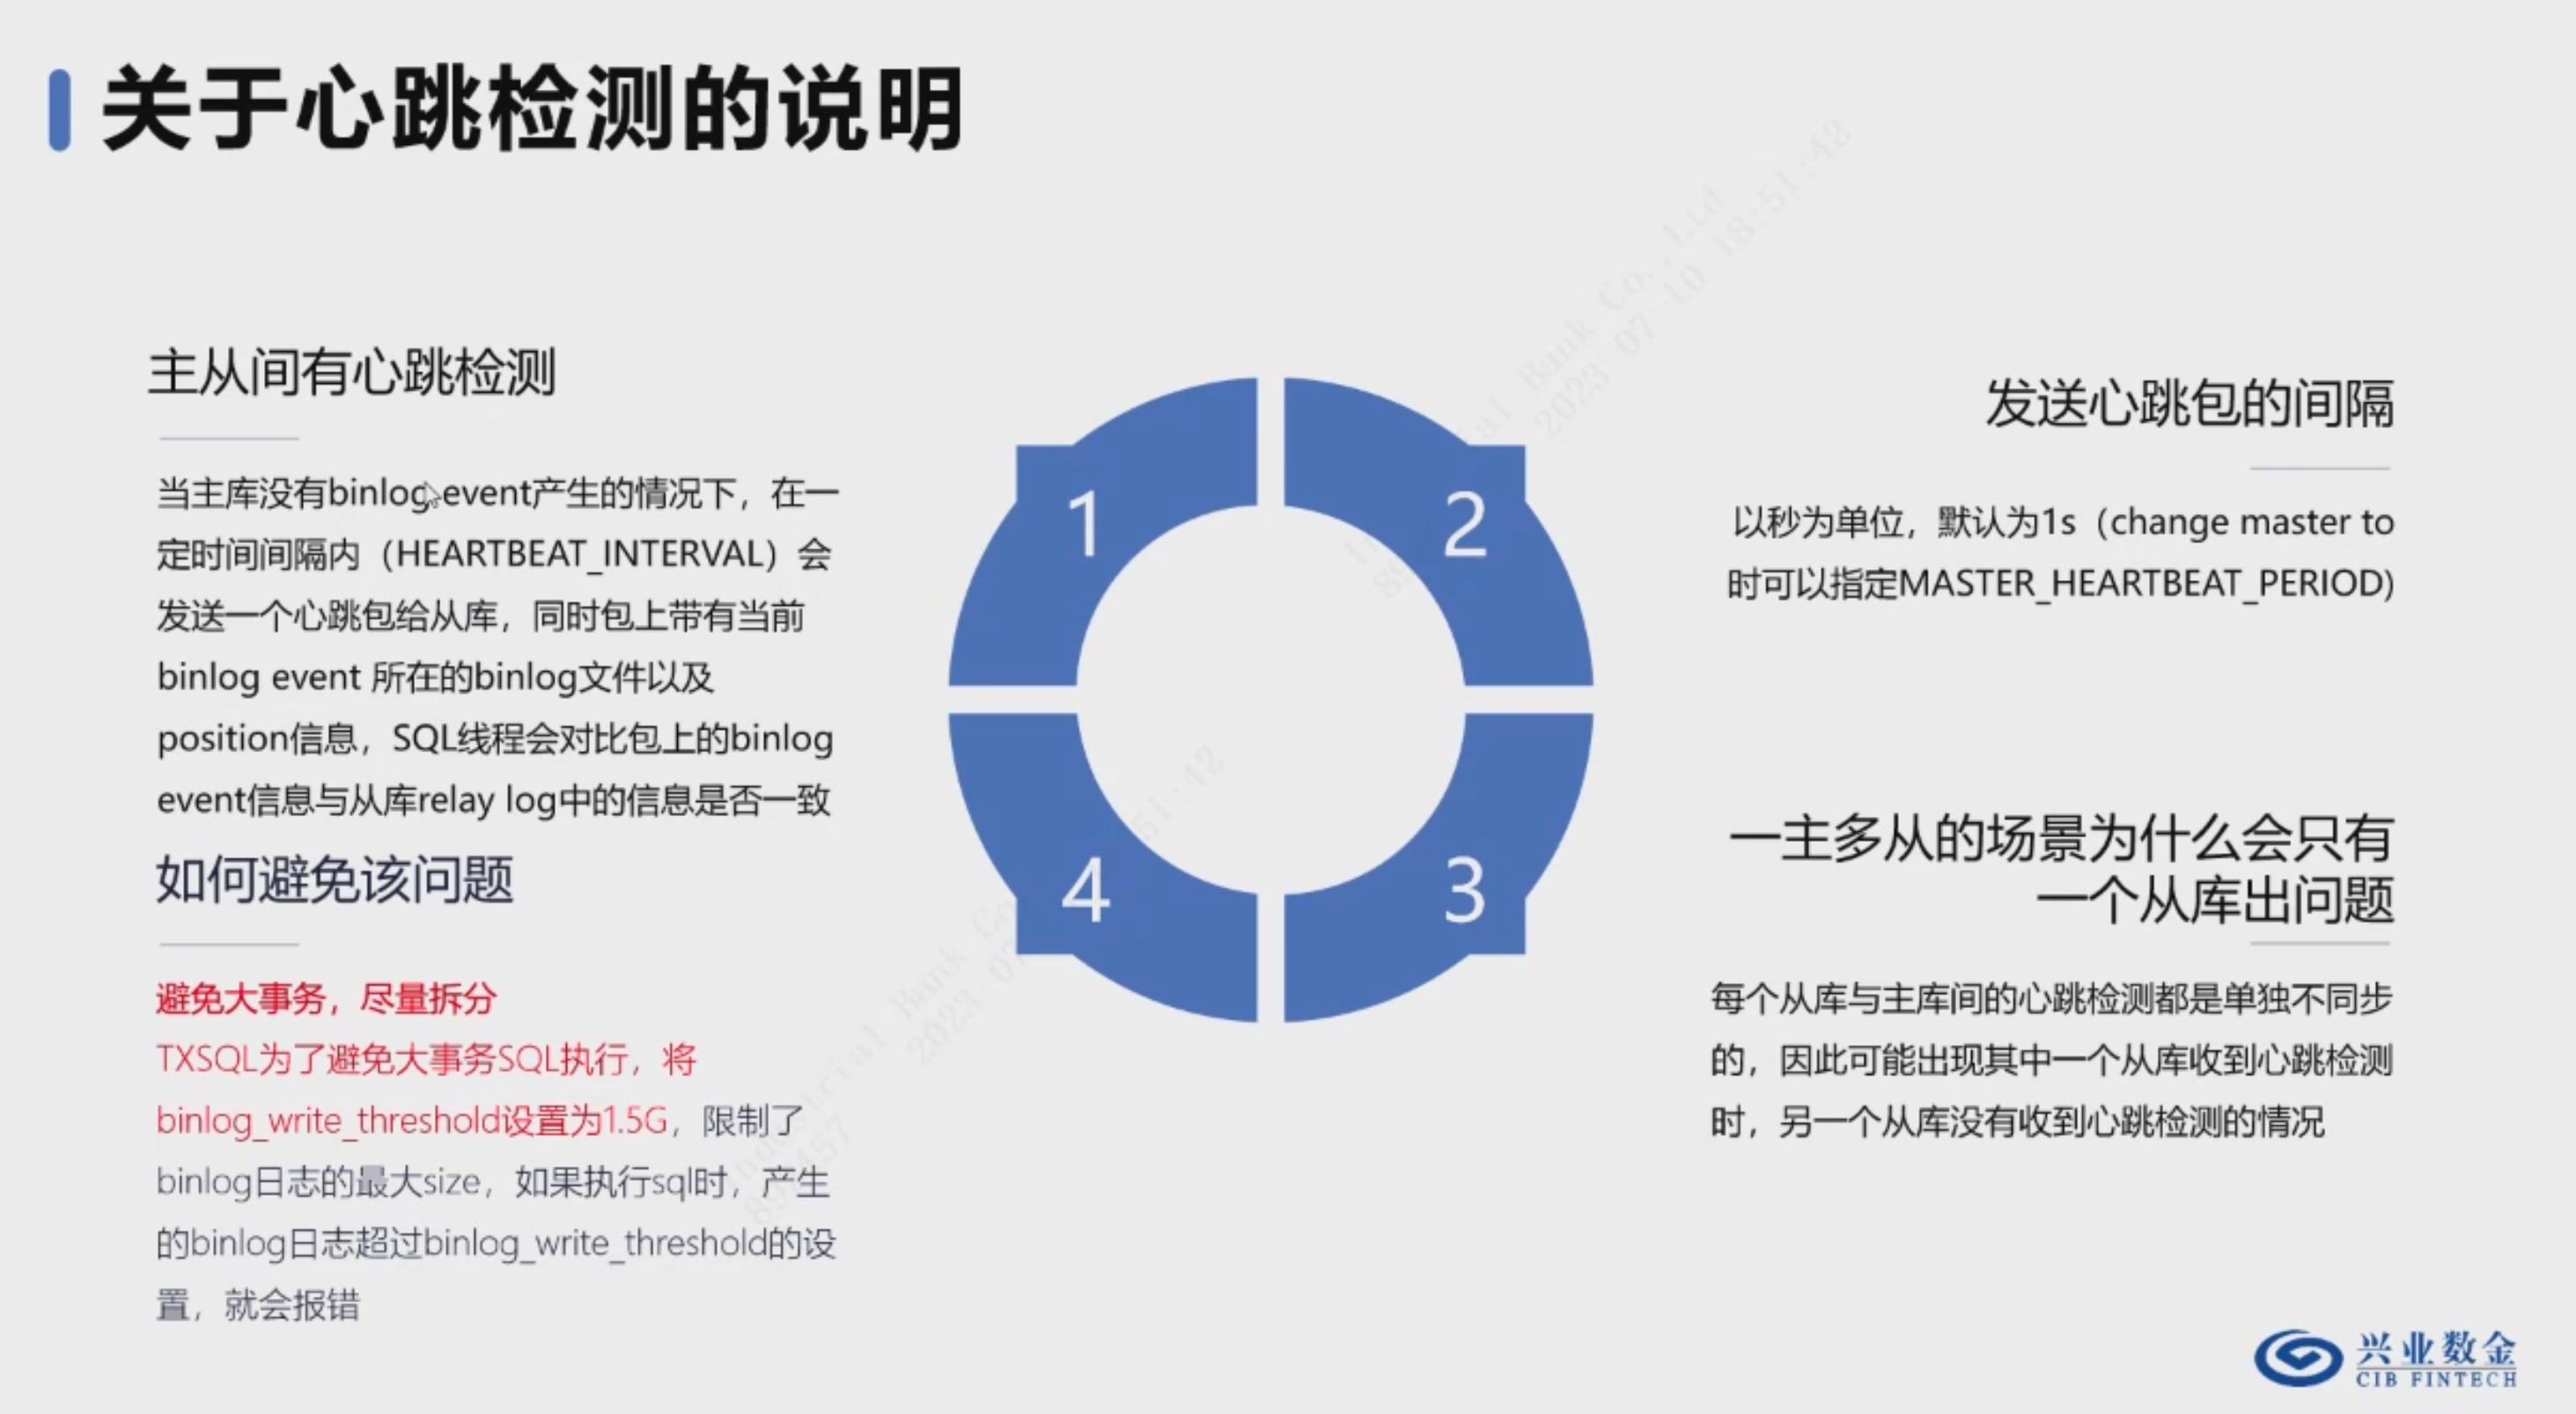 关于心跳检测的说明
主从间有心跳检测
当主库没有binlog event产生的情况下，在一
定时间间隔内（HEARTBEAT_INTERVAL）会
发送一个心跳包给从库，同时包上带有当前
binlog event 所在的binlog文件以及
position信息，SQL线程会对比包上的binlog
event信息与从库relay log中的信息是否一致
1
2
发送心跳包的间隔
以秒为单位，默认为1s（change master to
时可以指定MASTER_HEARTBEAT_PERIOD)
3
一主多从的场景为什么会只有
一个从库出问题
每个从库与主库间的心跳检测都是单独不同步
的，因此可能出现其中一个从库收到心跳检测
时，另一个从库没有收到心跳检测的情况
4
如何避免该问题
避免大事务，尽量拆分
TXSQL为了避免大事务SQL执行，将
binlog_write_threshold设置为1.5G，限制了
binlog日志的最大size，如果执行sql时，产生
的binlog日志超过binlog_write_threshold的设
置，就会报错
兴业数金
CIB FINTECH
Bank Co.,Ltd
2023-07-10 18:51:42